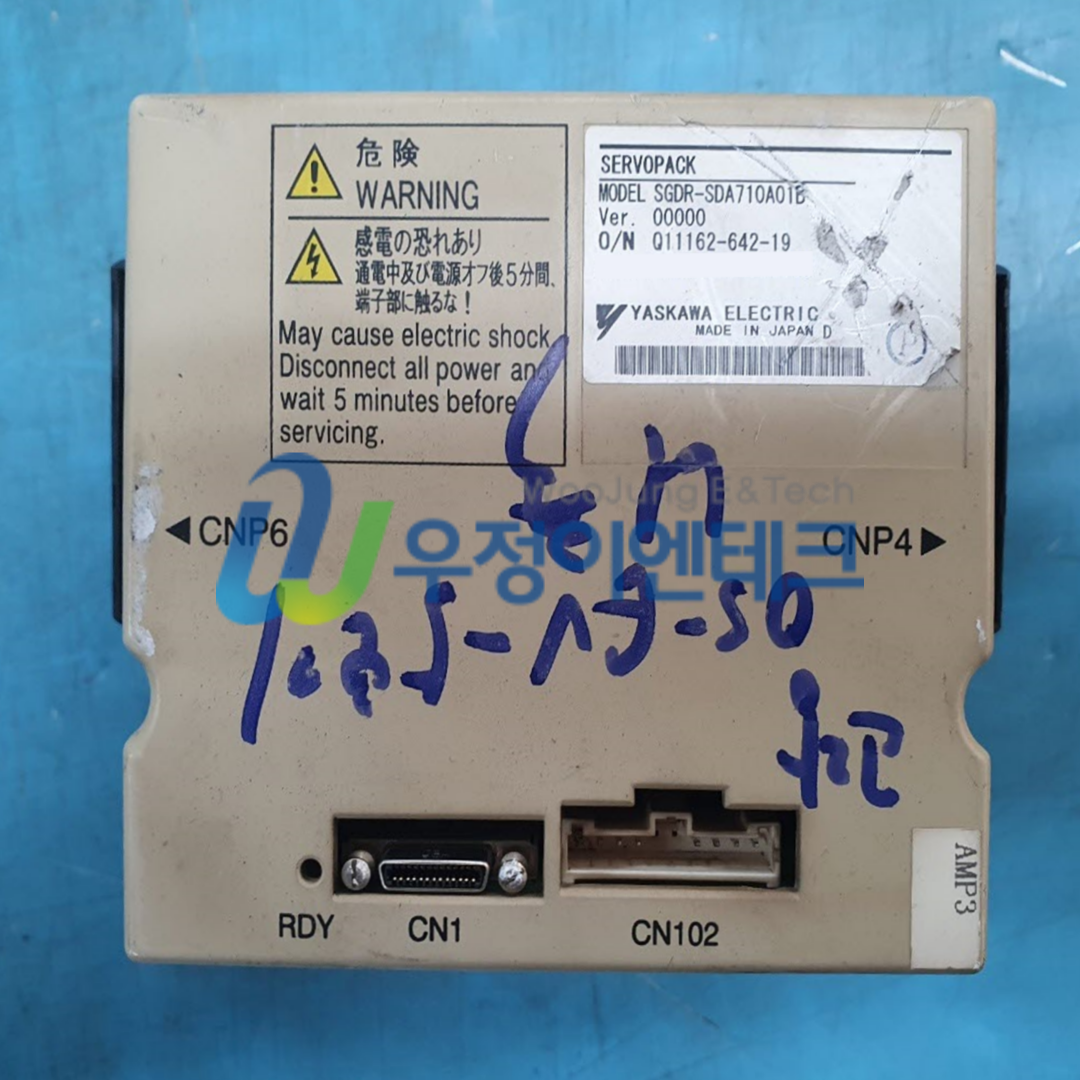 危険
WARNING
感電の恐れあり
通電中及び電源オフ後5分間、
端子部に触るな!
May cause electric shock.
Disconnect all power and
wait 5 minutes before
servicing.
SERVOPACK
MODEL SGDR-SDA710A01B
Ver. 00000
O/N Q11162-642-19
YASKAWA ELECTRIC
MADE IN JAPAN D
P
WooJung E&Tech
◀CNP6
우정이엔테크
CNP4▶
RDY
CN1
CN102
AMP3